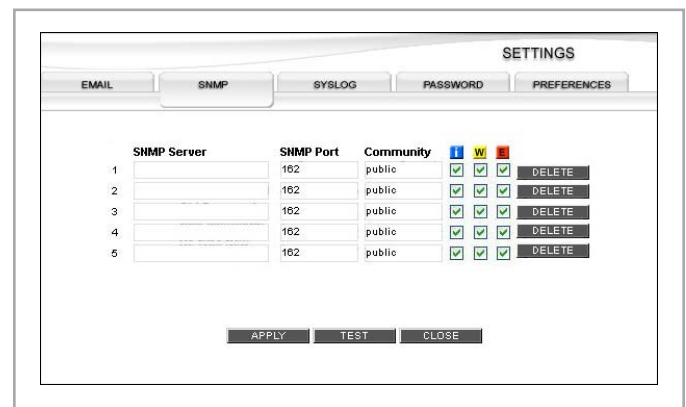 SETTINGS
EMAIL SNMP SYSLOG PASSWORD PREFERENCES
SNMP Server SNMP Port Community i W E
1 162 public DELETE
2 162 public DELETE
3 162 public DELETE
4 162 public DELETE
5 162 public DELETE
APPLY TEST CLOSE